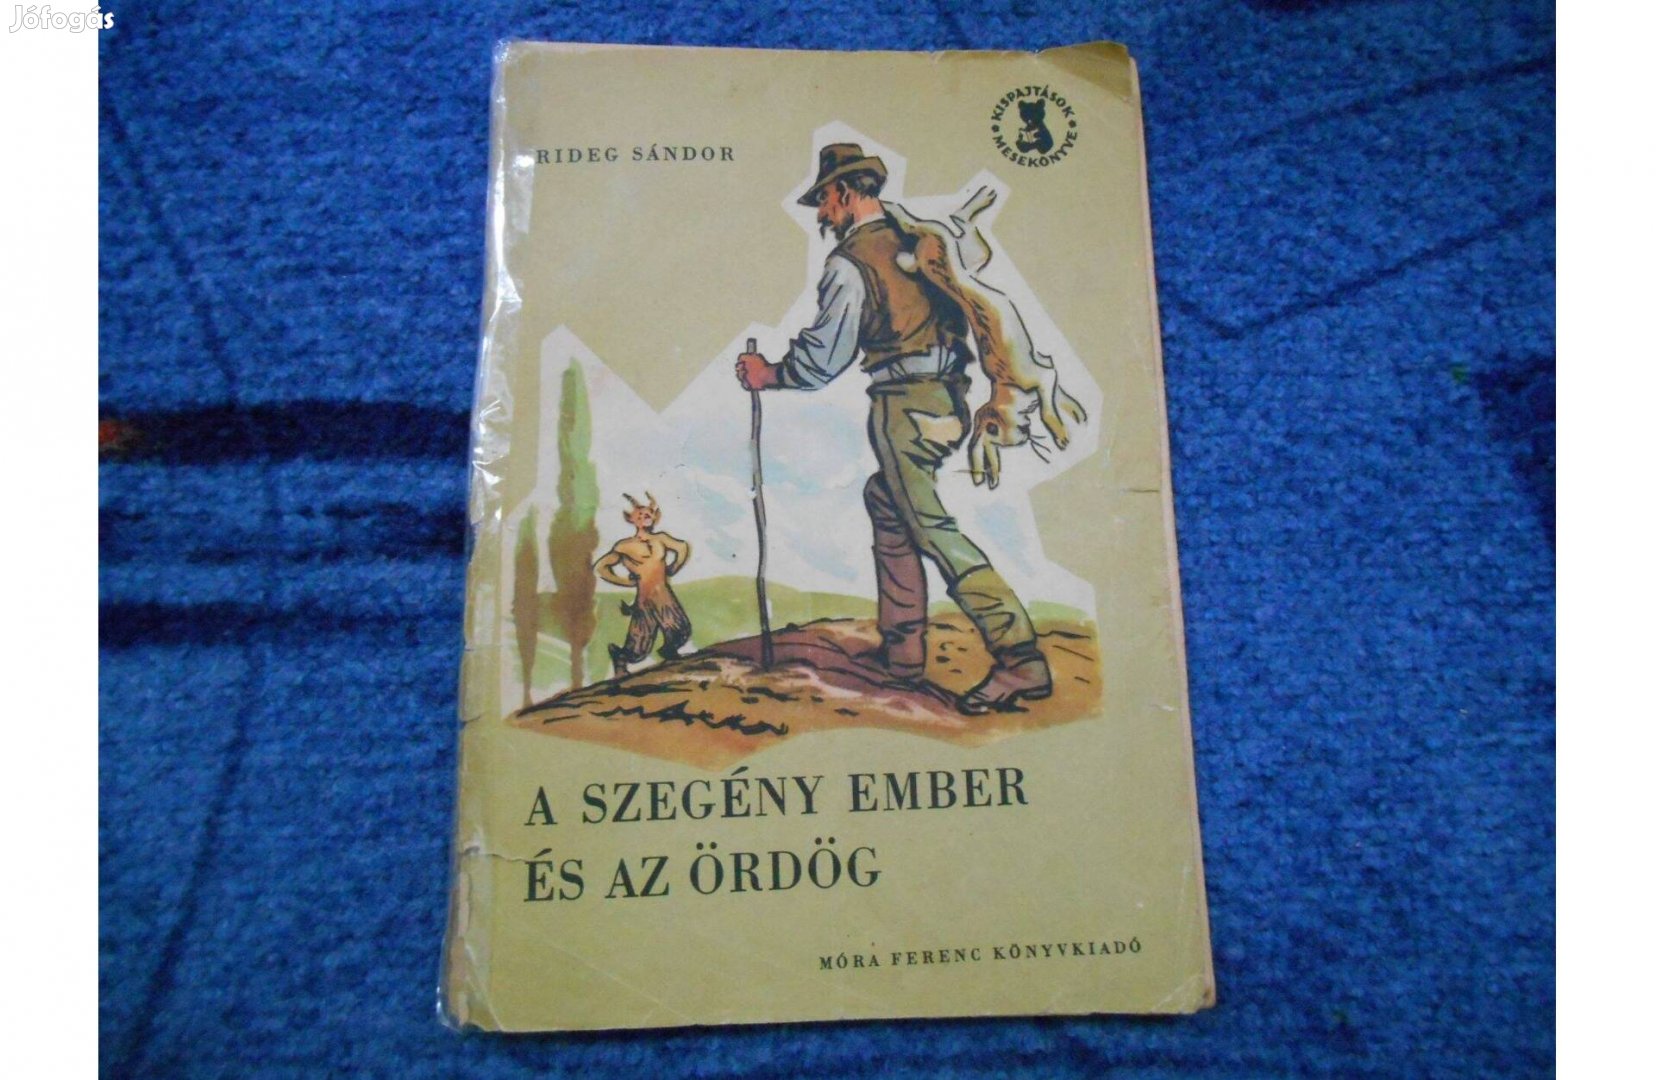 Jófogás
RIDEG SÁNDOR
★ KISPAJTÁSOK ★
MESEKÖNYVE
A SZEGÉNY EMBER
ÉS AZ ÖRDÖG
MÓRA FERENC KÖNYVKIADÓ